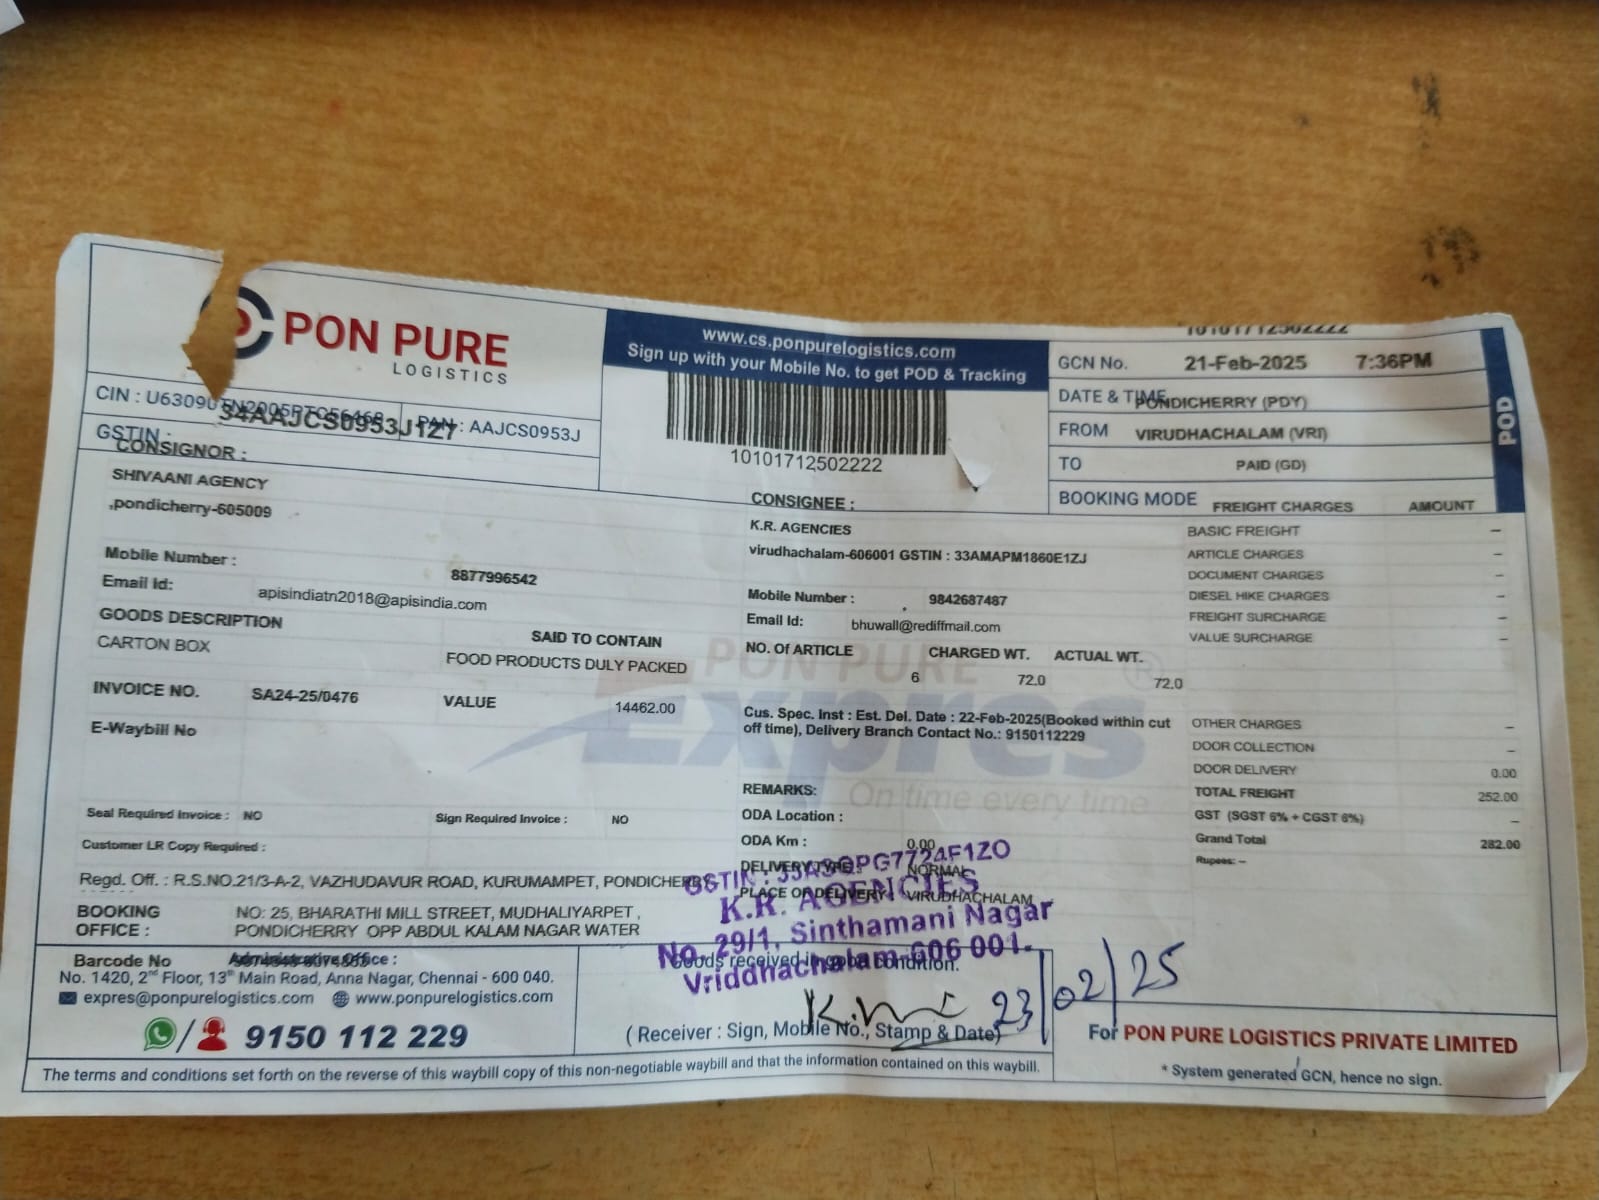 PON PURE
LOGISTICS
CIN : U6309 PAN : AAJCS0953J
GSTIN : 34AAJCS0953J1Z7
www.cs.ponpurelogistics.com
Sign up with your Mobile No. to get POD & Tracking
10101712502222
10101712502222
GCN No. 21-Feb-2025 7:36PM
DATE & TIME PONDICHERRY (PDY)
FROM VIRUDHACHALAM (VRI)
TO PAID (GD)
BOOKING MODE
POD
CONSIGNOR :
SHIVAANI AGENCY
,pondicherry-605009
Mobile Number : 8877996542
Email Id: apisindiatn2018@apisindia.com
CONSIGNEE :
K.R. AGENCIES
virudhachalam-606001 GSTIN : 33AMAPM1860E1ZJ
Mobile Number : 9842687487
Email Id: bhuwall@rediffmail.com
GOODS DESCRIPTION SAID TO CONTAIN
CARTON BOX FOOD PRODUCTS DULY PACKED
INVOICE NO. SA24-25/0476 VALUE 14462.00
E-Waybill No
NO. Of ARTICLE CHARGED WT. ACTUAL WT.
6 72.0 72.0
Cus. Spec. Inst : Est. Del. Date : 22-Feb-2025(Booked within cut
off time), Delivery Branch Contact No.: 9150112229
PON PURE
Expres
On time every time
REMARKS:
ODA Location :
ODA Km : 0.00
DELIVERY TYPE : NORMAL
PLACE OF DELIVERY : VIRUDHACHALAM
FREIGHT CHARGES AMOUNT
BASIC FREIGHT –
ARTICLE CHARGES –
DOCUMENT CHARGES –
DIESEL HIKE CHARGES –
FREIGHT SURCHARGE –
VALUE SURCHARGE –
OTHER CHARGES –
DOOR COLLECTION –
DOOR DELIVERY 0.00
TOTAL FREIGHT 252.00
GST (SGST 6% + CGST 6%) –
Grand Total 282.00
Rupees: –
Seal Required Invoice : NO Sign Required Invoice : NO
Customer LR Copy Required :
Regd. Off. : R.S.NO.21/3-A-2, VAZHUDAVUR ROAD, KURUMAMPET, PONDICHERRY
BOOKING NO: 25, BHARATHI MILL STREET, MUDHALIYARPET ,
OFFICE : PONDICHERRY OPP ABDUL KALAM NAGAR WATER
Barcode No Administrative Office :
No. 1420, 2nd Floor, 13th Main Road, Anna Nagar, Chennai - 600 040.
expres@ponpurelogistics.com www.ponpurelogistics.com
9150 112 229
GSTIN :
K.R. AGENCIES
No. 29/1, Sinthamani Nagar
Vriddhachalam-606 001.
Goods received in good condition.
23/02/25
( Receiver : Sign, Mobile No., Stamp & Date)
For PON PURE LOGISTICS PRIVATE LIMITED
* System generated GCN, hence no sign.
The terms and conditions set forth on the reverse of this waybill copy of this non-negotiable waybill and that the information contained on this waybill.